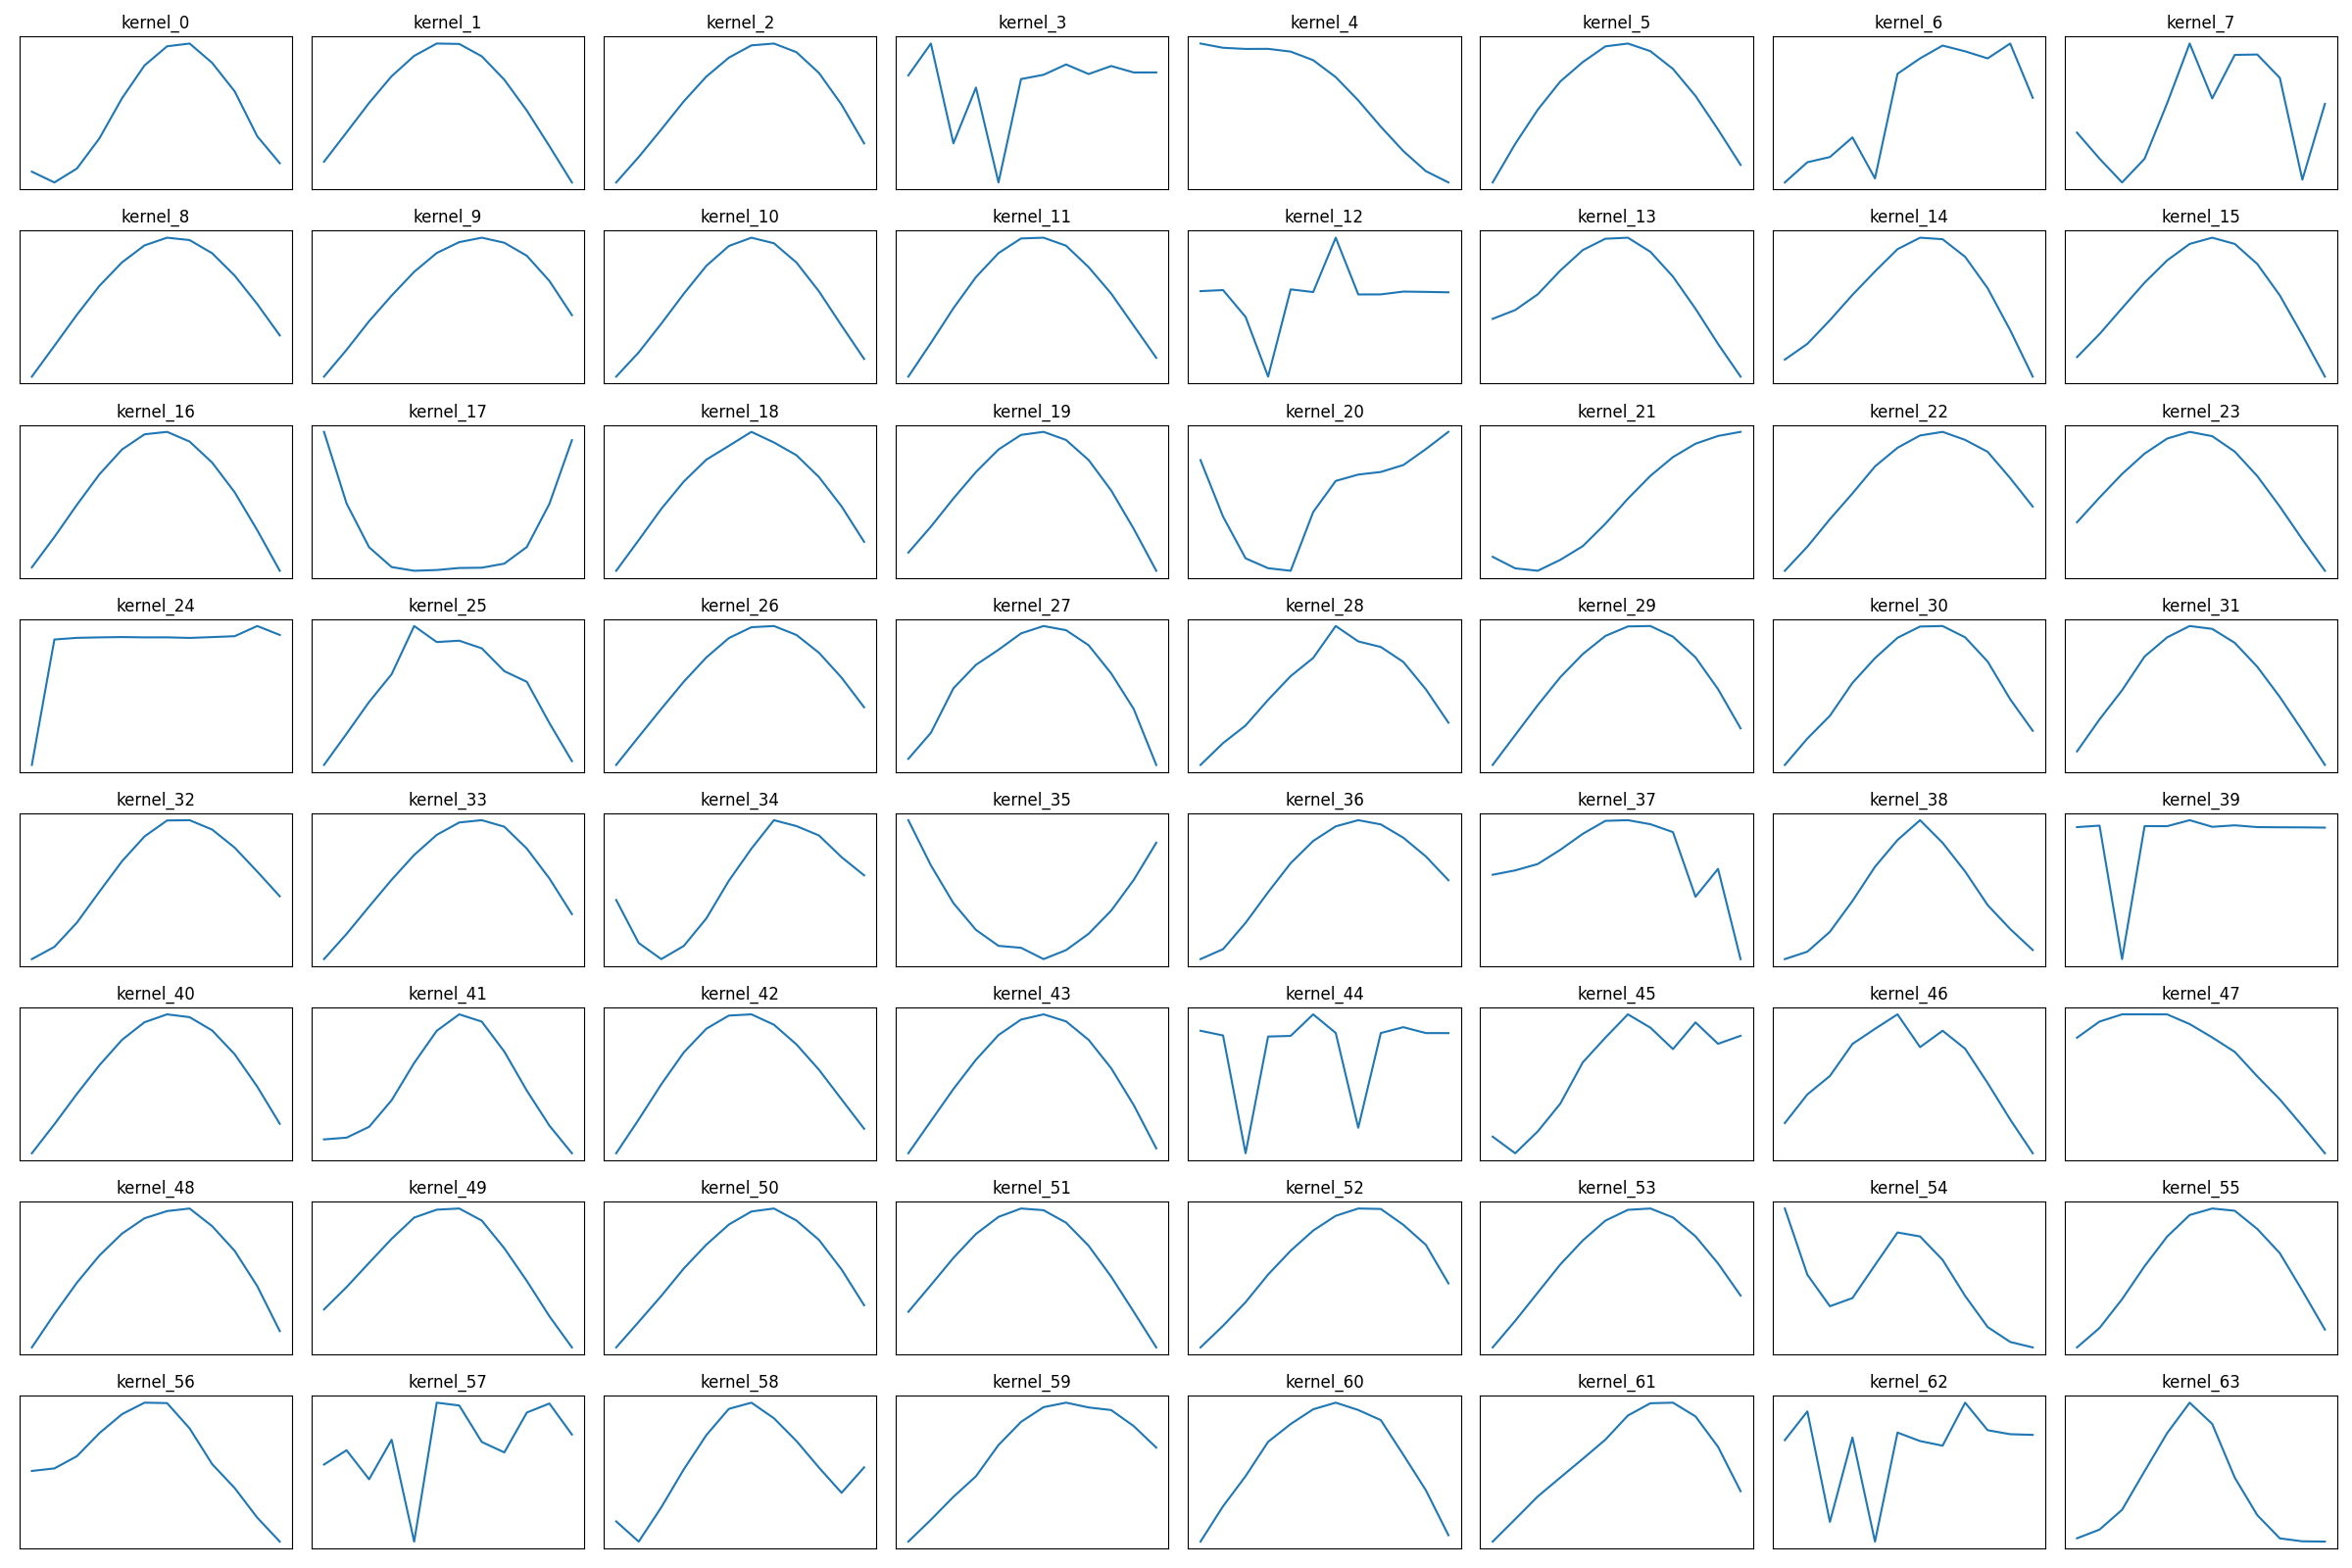 kernel_0 kernel_1 kernel_2 kernel_3 kernel_4 kernel_5 kernel_6 kernel_7
kernel_8 kernel_9 kernel_10 kernel_11 kernel_12 kernel_13 kernel_14 kernel_15
kernel_16 kernel_17 kernel_18 kernel_19 kernel_20 kernel_21 kernel_22 kernel_23
kernel_24 kernel_25 kernel_26 kernel_27 kernel_28 kernel_29 kernel_30 kernel_31
kernel_32 kernel_33 kernel_34 kernel_35 kernel_36 kernel_37 kernel_38 kernel_39
kernel_40 kernel_41 kernel_42 kernel_43 kernel_44 kernel_45 kernel_46 kernel_47
kernel_48 kernel_49 kernel_50 kernel_51 kernel_52 kernel_53 kernel_54 kernel_55
kernel_56 kernel_57 kernel_58 kernel_59 kernel_60 kernel_61 kernel_62 kernel_63